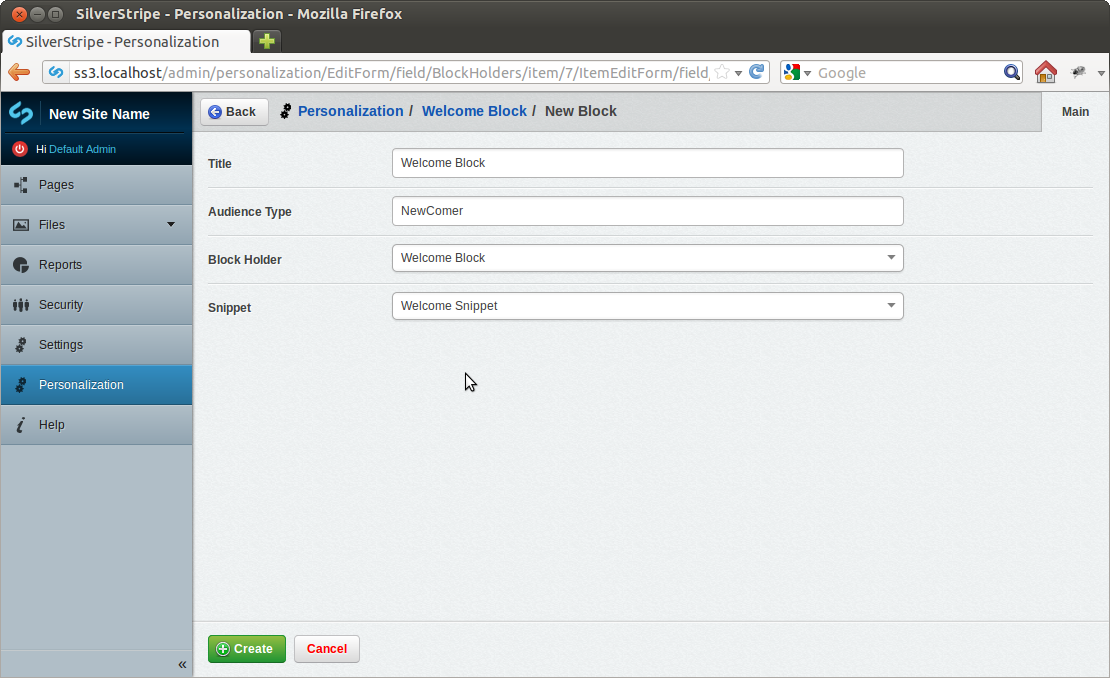 SilverStripe - Personalization - Mozilla Firefox
SilverStripe - Personalization
ss3.localhost/admin/personalization/EditForm/field/BlockHolders/item/7/ItemEditForm/field,
Google
New Site Name
Back
Personalization / Welcome Block / New Block
Main
Hi Default Admin
Pages
Files
Reports
Security
Settings
Personalization
Help
Title
Welcome Block
Audience Type
NewComer
Block Holder
Welcome Block
Snippet
Welcome Snippet
Create
Cancel
«